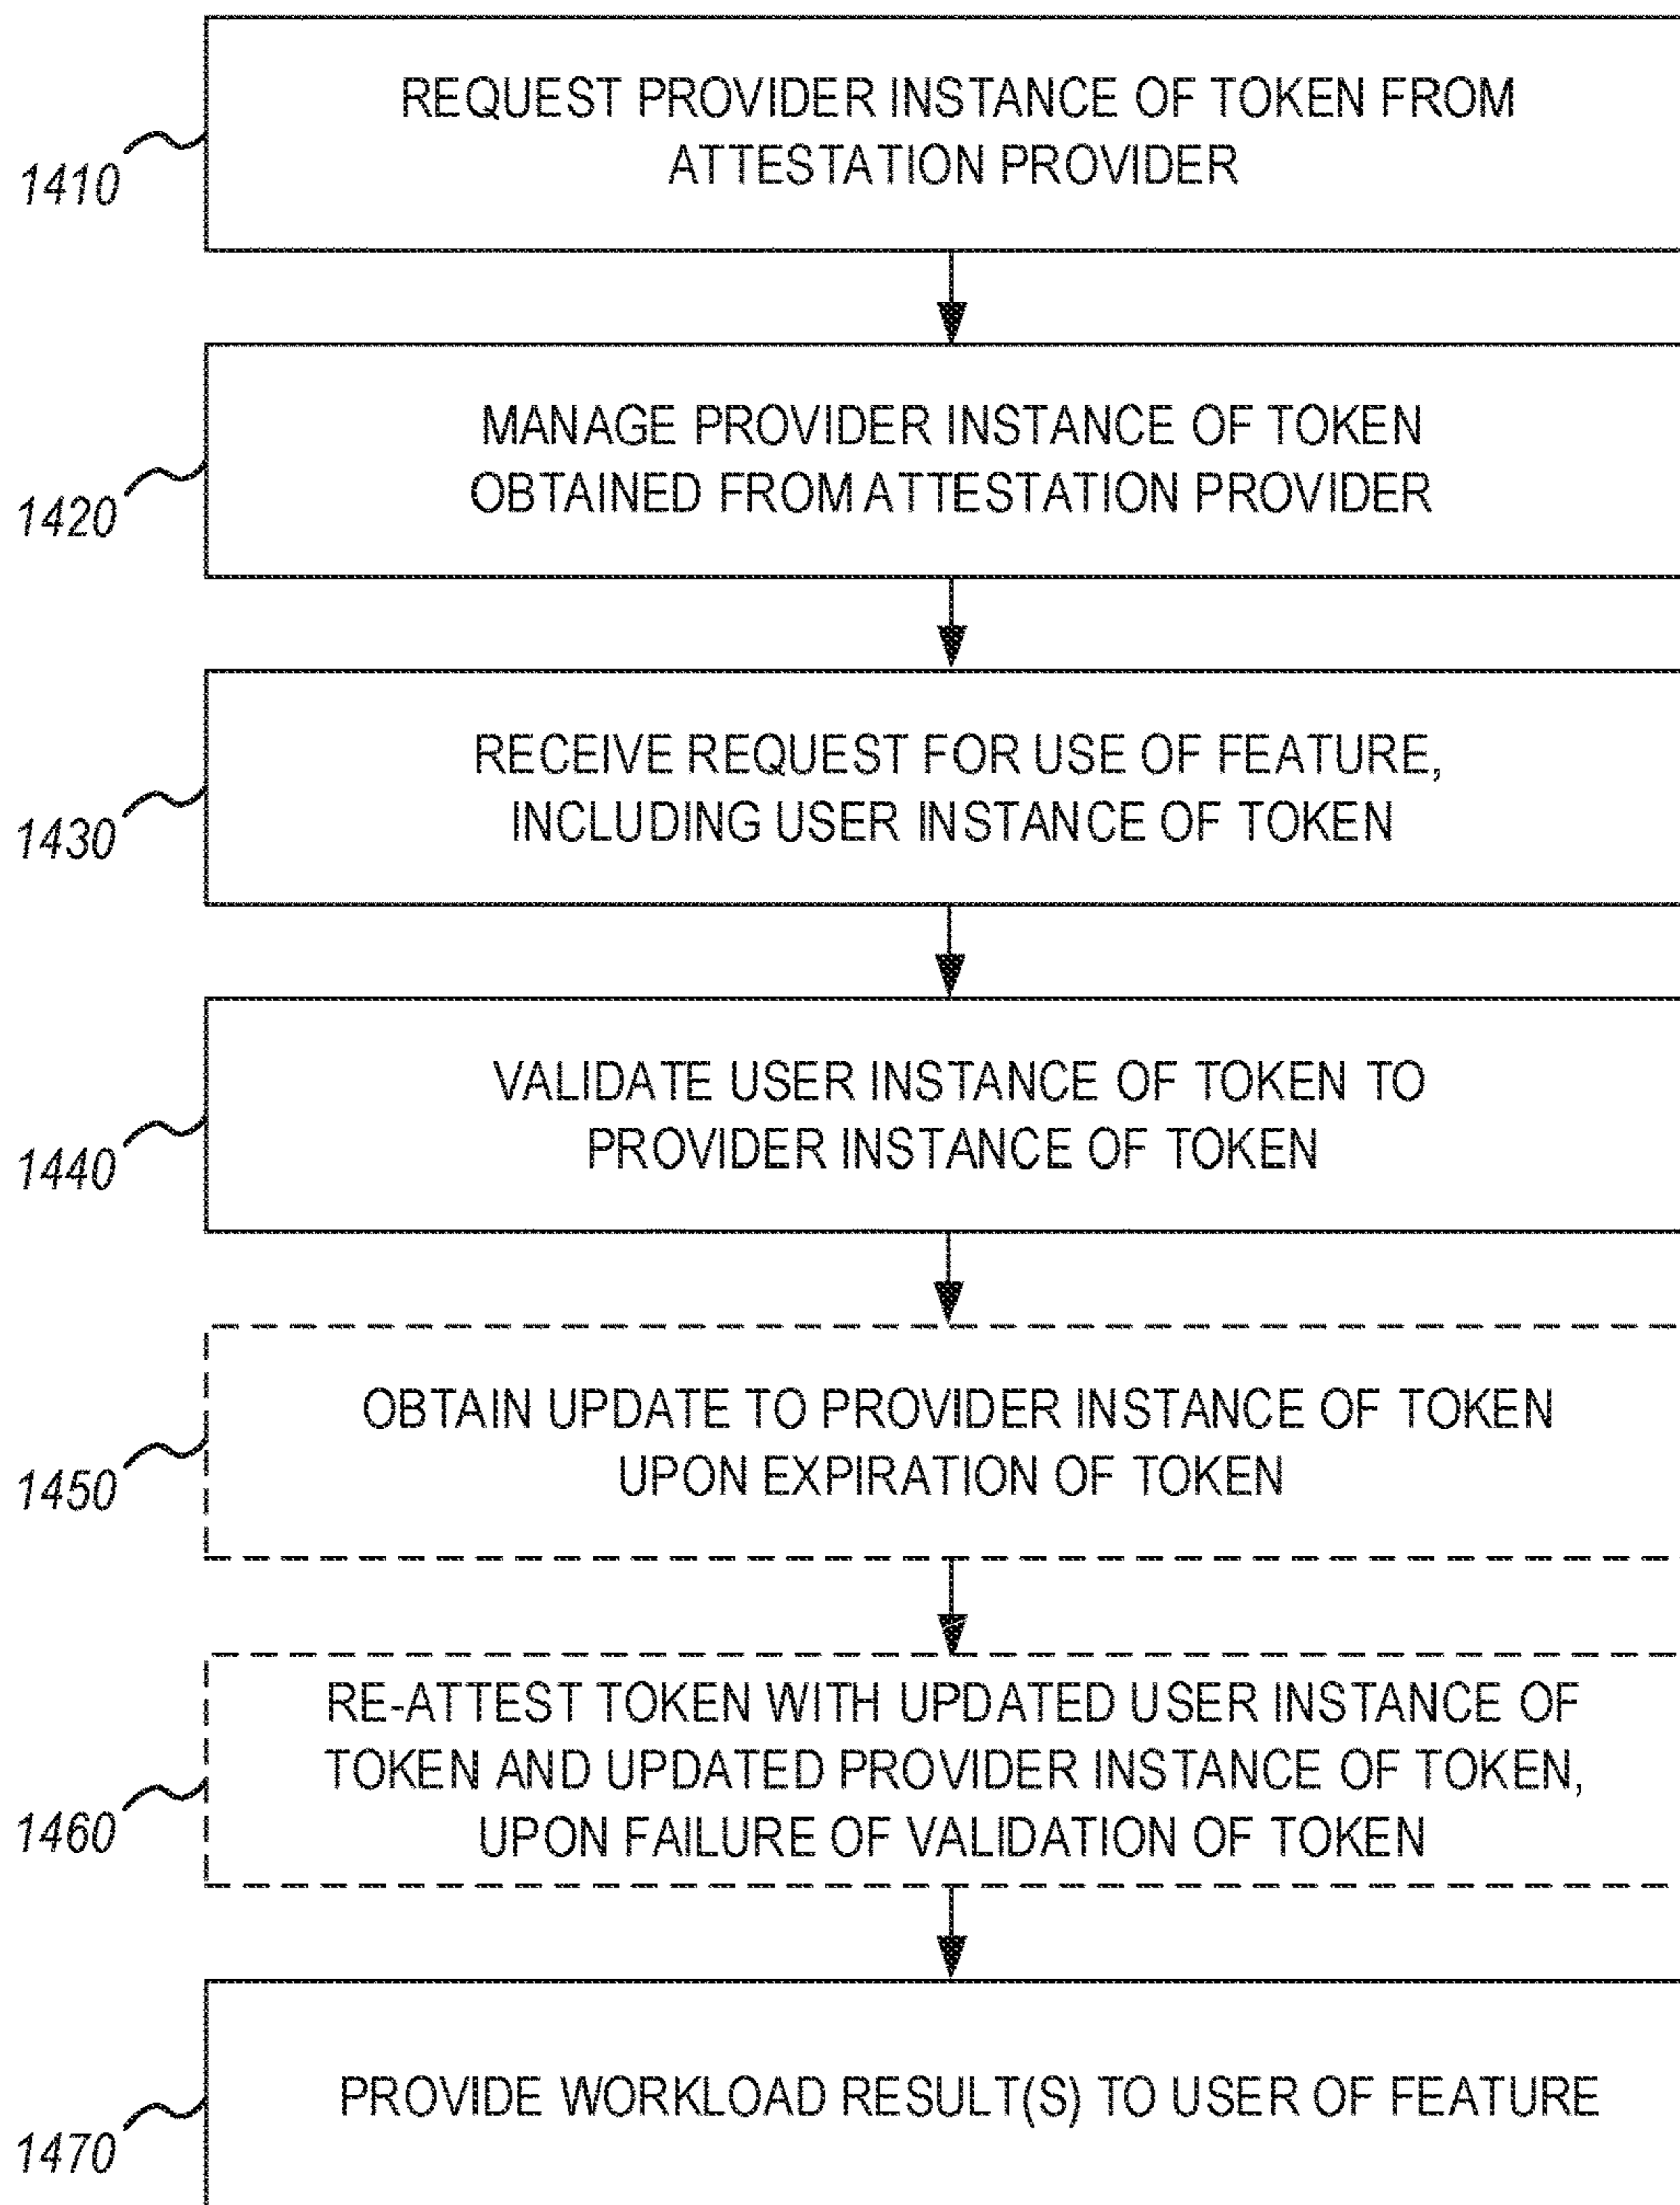 REQUEST PROVIDER INSTANCE OF TOKEN FROM
ATTESTATION PROVIDER
1410
MANAGE PROVIDER INSTANCE OF TOKEN
OBTAINED FROM ATTESTATION PROVIDER
1420
RECEIVE REQUEST FOR USE OF FEATURE,
INCLUDING USER INSTANCE OF TOKEN
1430
VALIDATE USER INSTANCE OF TOKEN TO
PROVIDER INSTANCE OF TOKEN
1440
OBTAIN UPDATE TO PROVIDER INSTANCE OF TOKEN
UPON EXPIRATION OF TOKEN
1450
RE-ATTEST TOKEN WITH UPDATED USER INSTANCE OF
TOKEN AND UPDATED PROVIDER INSTANCE OF TOKEN,
UPON FAILURE OF VALIDATION OF TOKEN
1460
PROVIDE WORKLOAD RESULT(S) TO USER OF FEATURE
1470